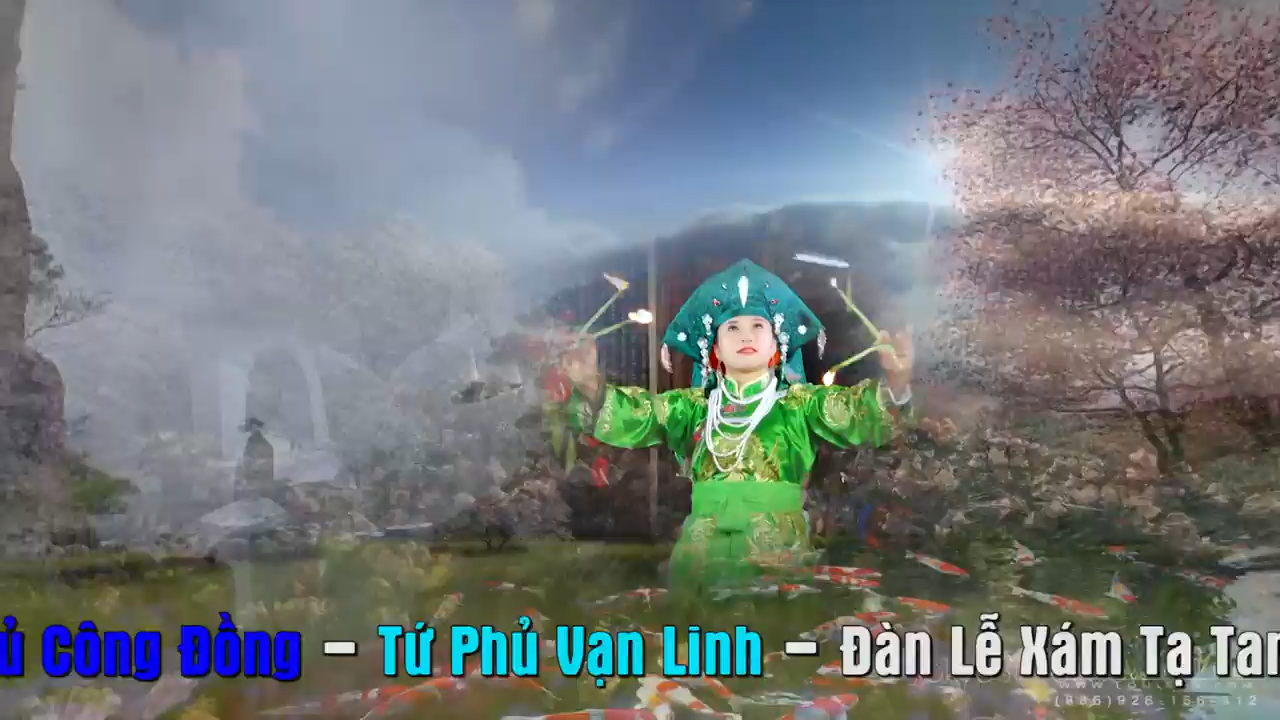 ủ Công Đồng – Tứ Phủ Vạn Linh – Đàn Lễ Xám Tạ Tam